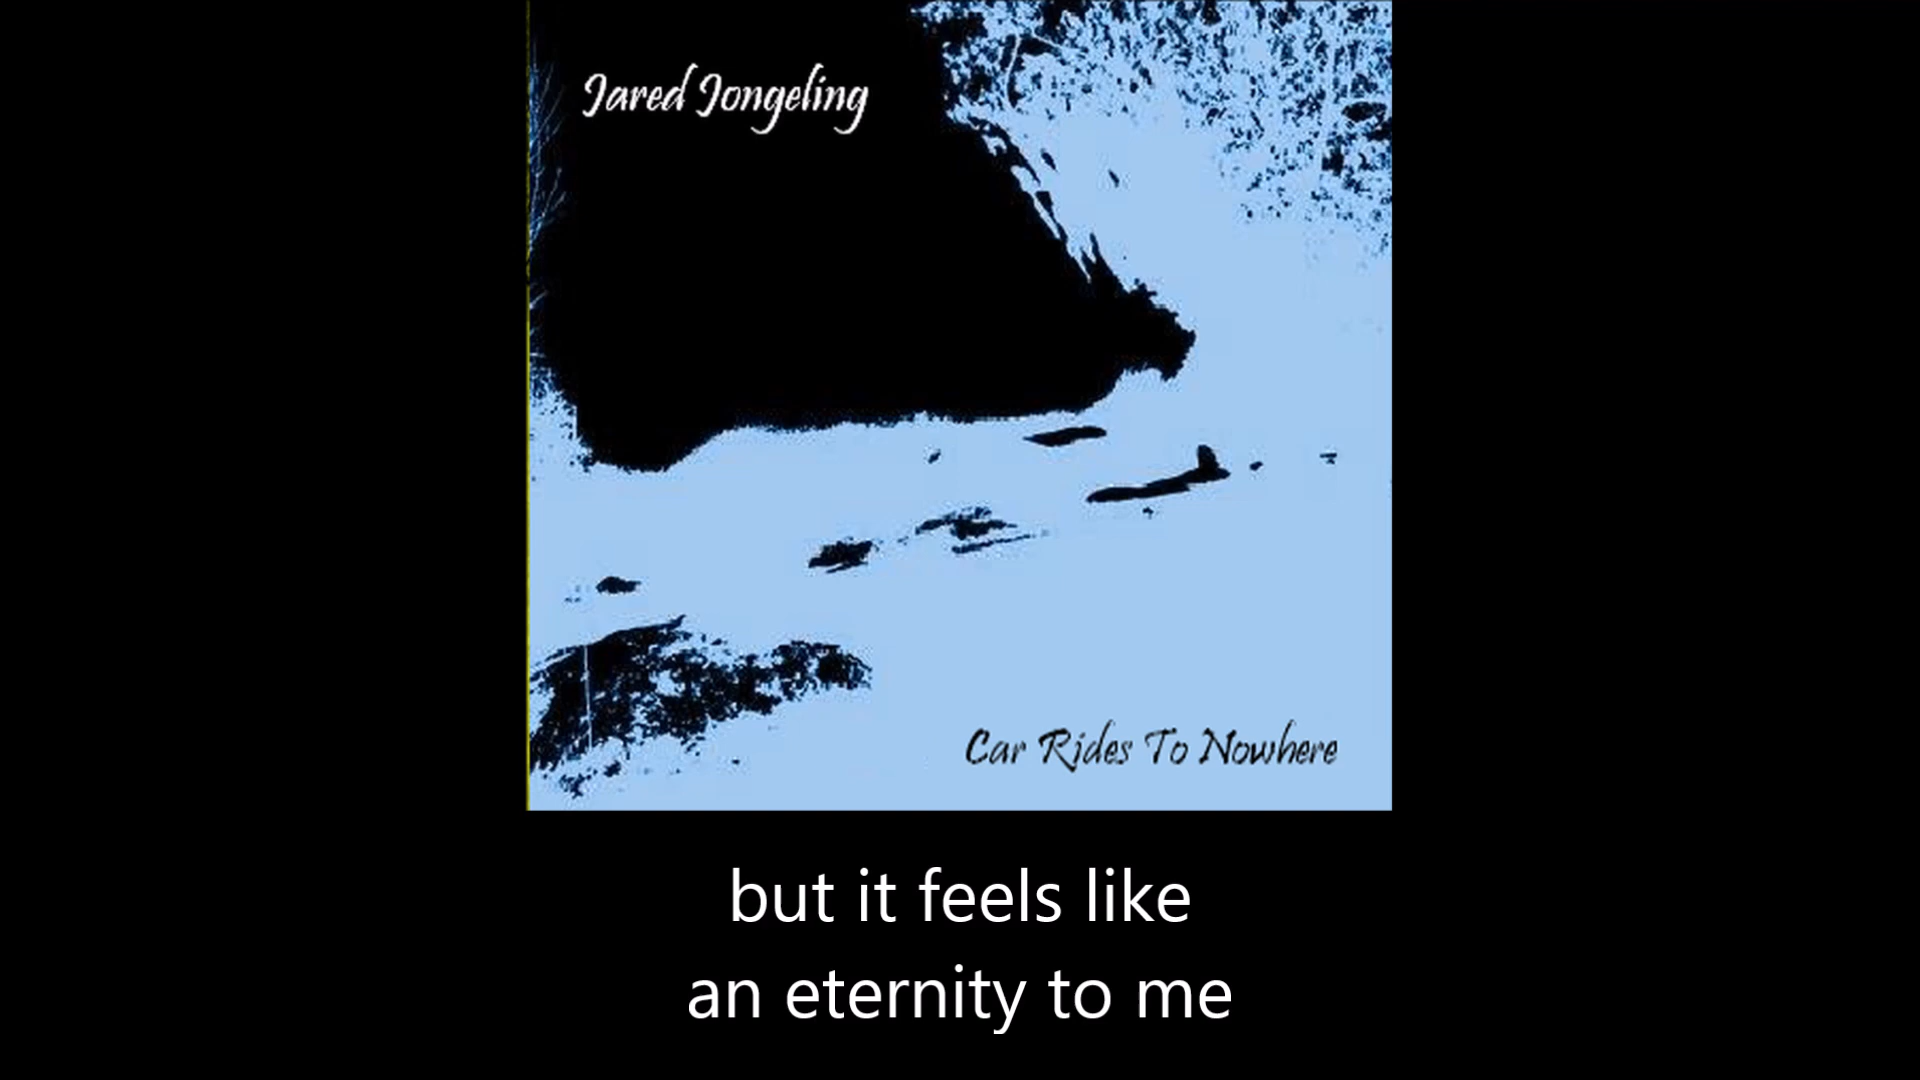 Jared Jongeling
Car Rides To Nowhere
but it feels like
an eternity to me